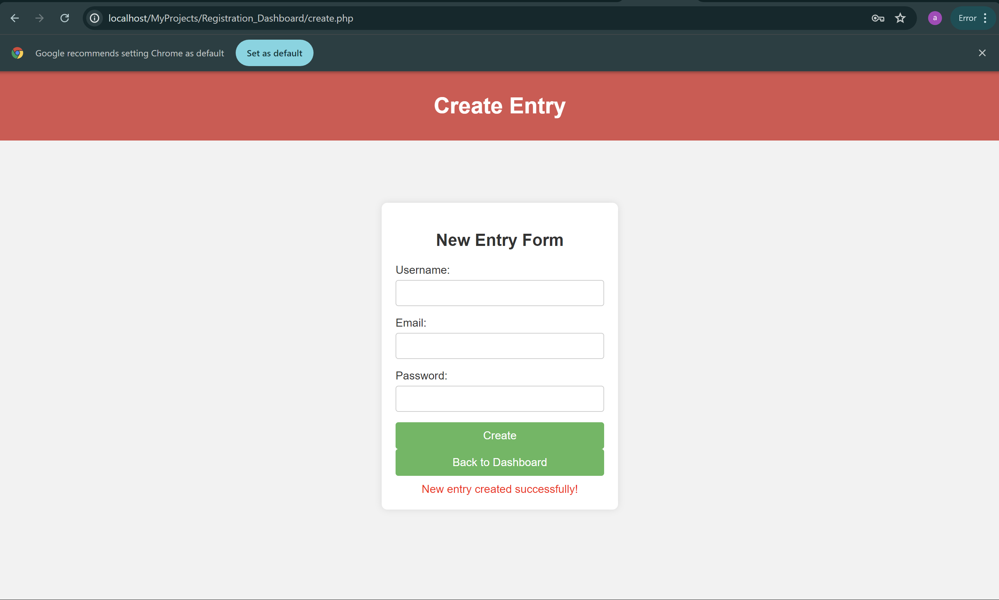 localhost/MyProjects/Registration_Dashboard/create.php
a
Error
Google recommends setting Chrome as default
Set as default
Create Entry
New Entry Form
Username:
Email:
Password:
Create
Back to Dashboard
New entry created successfully!